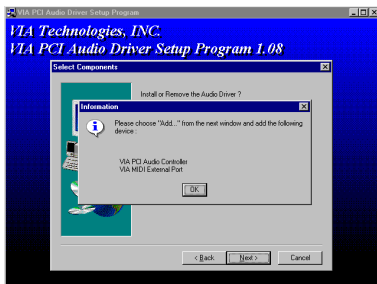 VIA PCI Audio Driver Setup Program
VIA Technologies, INC.
VIA PCI Audio Driver Setup Program 1.08
Select Components
Install or Remove the Audio Driver ?
Information
Please choose "Add..." from the next window and add the following
device :
VIA PCI Audio Controller
VIA MIDI External Port
OK
< Back
Next >
Cancel